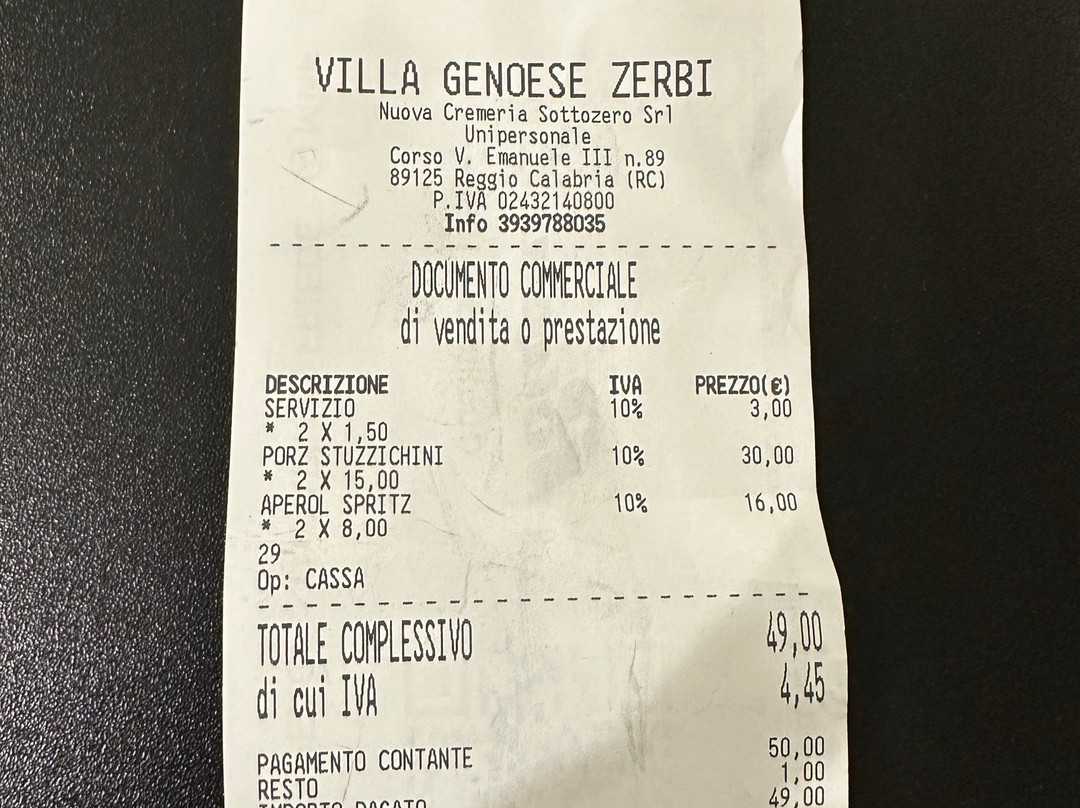 VILLA GENOESE ZERBI
Nuova Cremeria Sottozero Srl
Unipersonale
Corso V. Emanuele III n.89
89125 Reggio Calabria (RC)
P.IVA 02432140800
Info 3939788035
DOCUMENTO COMMERCIALE
di vendita o prestazione
DESCRIZIONE IVA PREZZO(€)
SERVIZIO 10% 3,00
* 2 X 1,50
PORZ STUZZICHINI 10% 30,00
* 2 X 15,00
APEROL SPRITZ 10% 16,00
* 2 X 8,00
29
Op: CASSA
TOTALE COMPLESSIVO 49,00
di cui IVA 4,45
PAGAMENTO CONTANTE 50,00
RESTO 1,00
IMPORTO PAGATO 49,00